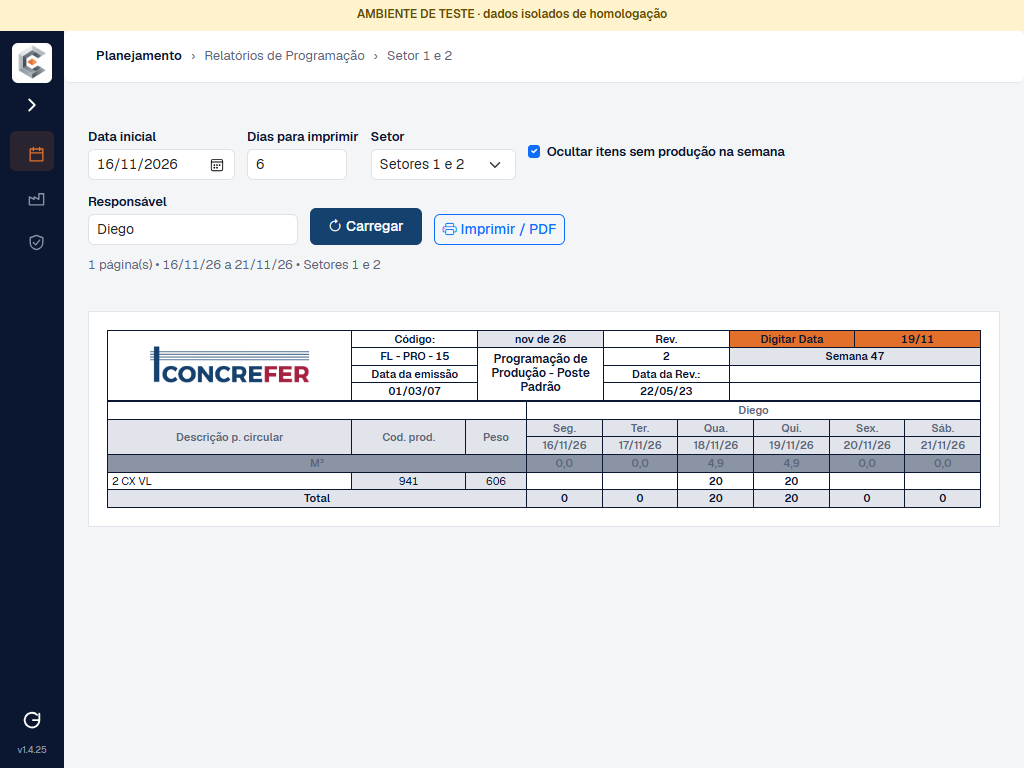 AMBIENTE DE TESTE · dados isolados de homologação
Planejamento › Relatórios de Programação › Setor 1 e 2
Data inicial Dias para imprimir Setor
16/11/2026 6 Setores 1 e 2 Ocultar itens sem produção na semana
Responsável
Diego Carregar Imprimir / PDF
1 página(s) • 16/11/26 a 21/11/26 • Setores 1 e 2
CONCREFER
Código: nov de 26 Rev. Digitar Data 19/11
FL - PRO - 15 Programação de Produção - Poste Padrão 2 Semana 47
Data da emissão Data da Rev.:
01/03/07 22/05/23
Diego
Descrição p. circular Cod. prod. Peso Seg. Ter. Qua. Qui. Sex. Sáb.
16/11/26 17/11/26 18/11/26 19/11/26 20/11/26 21/11/26
M³ 0,0 0,0 4,9 4,9 0,0 0,0
2 CX VL 941 606 20 20
Total 0 0 20 20 0 0
v1.4.25